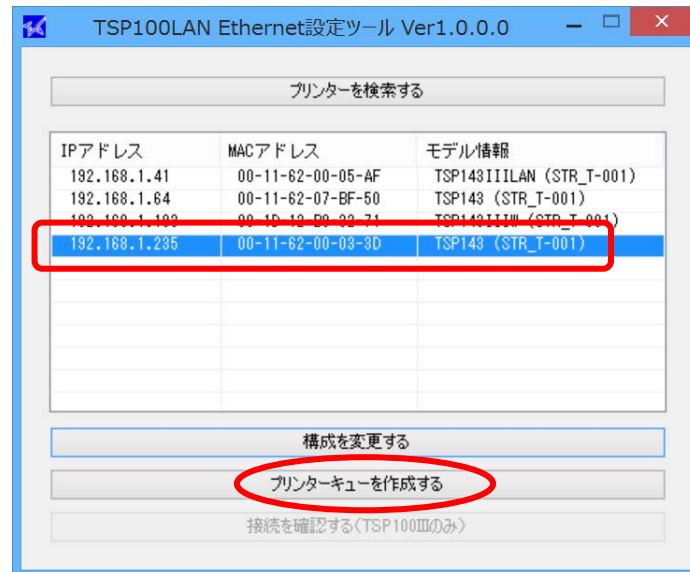 TSP100LAN Ethernet設定ツール Ver1.0.0.0
プリンターを検索する
IPアドレス MACアドレス モデル情報
192.168.1.41 00-11-62-00-05-AF TSP143IIILAN (STR_T-001)
192.168.1.64 00-11-62-07-BF-50 TSP143 (STR_T-001)
TSP143IIIW (STR_T-001)
192.168.1.235 00-11-62-00-03-3D TSP143 (STR_T-001)
構成を変更する
プリンターキューを作成する
接続を確認する(TSP100Ⅲのみ)